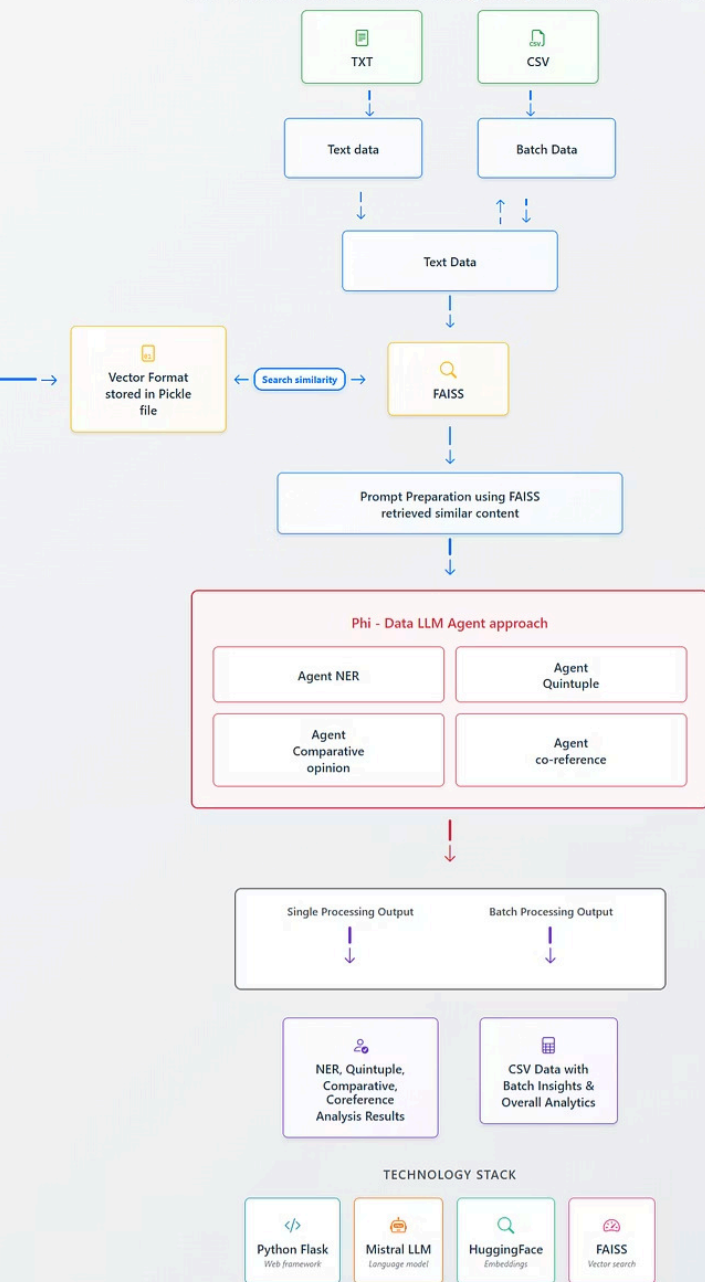 TXT
CSV
CSV
Text data
Batch Data
Text Data
Vector Format
stored in Pickle
file
Search similarity
FAISS
Prompt Preparation using FAISS
retrieved similar content
Phi - Data LLM Agent approach
Agent NER
Agent
Quintuple
Agent
Comparative
opinion
Agent
co-reference
Single Processing Output
Batch Processing Output
NER, Quintuple,
Comparative,
Coreference
Analysis Results
CSV Data with
Batch Insights &
Overall Analytics
TECHNOLOGY STACK
Python Flask
Web framework
Mistral LLM
Language model
HuggingFace
Embeddings
FAISS
Vector search